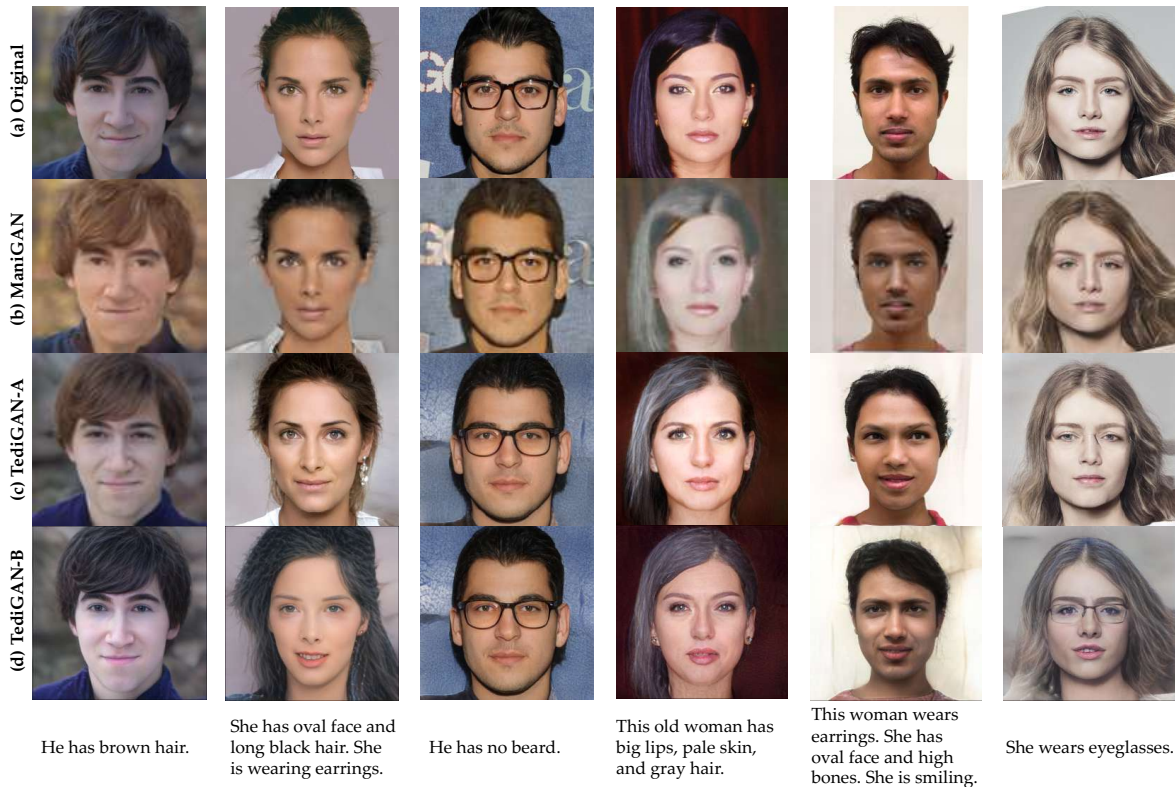 (a) Original
(b) ManiGAN
(c) TediGAN-A
(d) TediGAN-B
He has brown hair.
She has oval face and
long black hair. She
is wearing earrings.
He has no beard.
This old woman has
big lips, pale skin,
and gray hair.
This woman wears
earrings. She has
oval face and high
bones. She is smiling.
She wears eyeglasses.